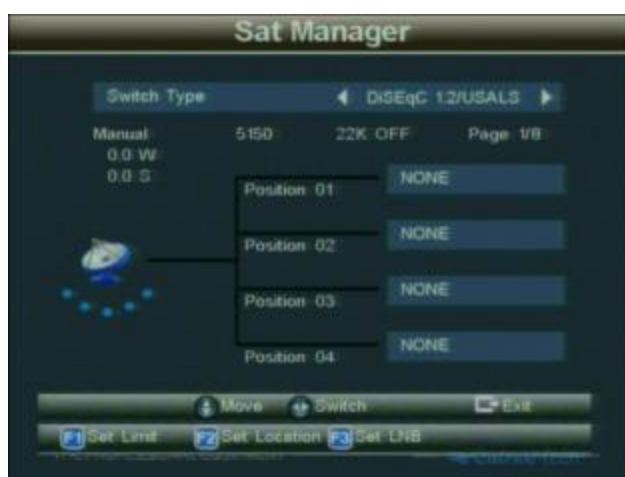 Sat Manager
Switch Type DiSEqC 1.2/USALS
Manual 5150 22K OFF Page 1/8
0.0 W
0.0 S
Position 01 NONE
Position 02 NONE
Position 03 NONE
Position 04 NONE
Move Switch Exit
F1 Set Limit F2 Set Location F3 Set LNB